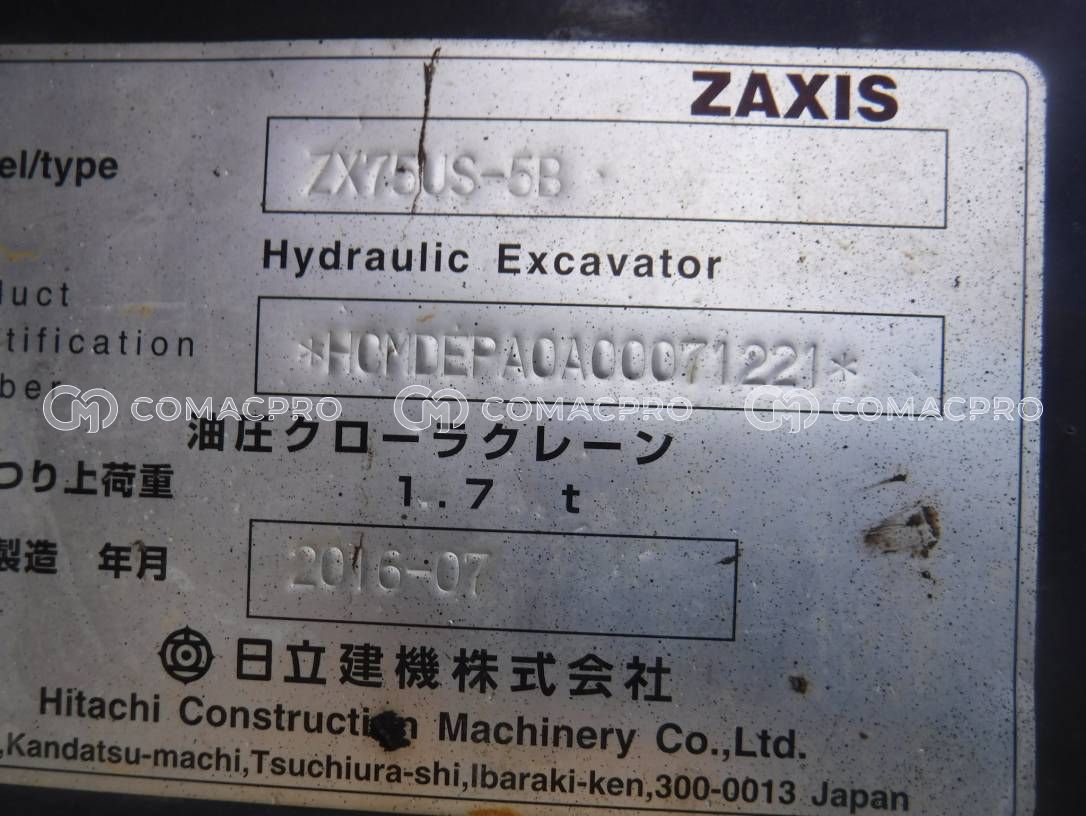 ZAXIS
el/type
ZX75US-5B
Hydraulic Excavator
duct
tification
ber
*HCMDEPA0A00071221*
COMACPRO COMACPRO COMACPRO
油圧クローラクレーン
つり上荷重 1.7 t
製造 年月 2016-07
日立建機株式会社
Hitachi Construction Machinery Co.,Ltd.
,Kandatsu-machi,Tsuchiura-shi,Ibaraki-ken,300-0013 Japan